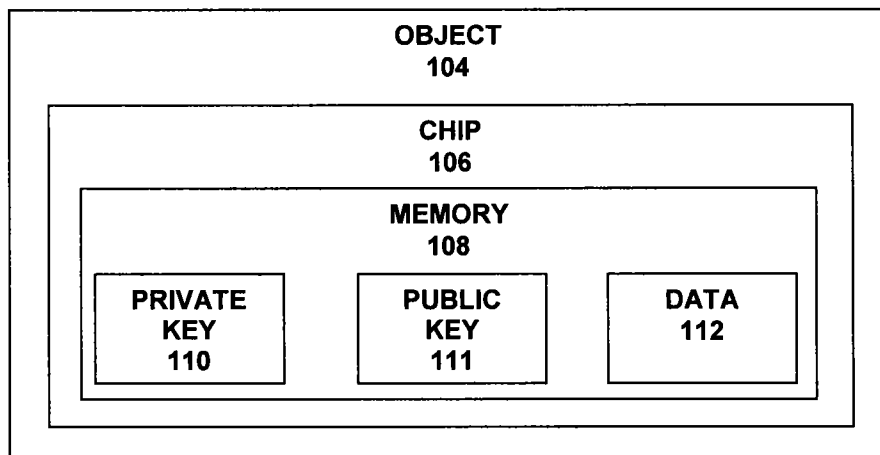 OBJECT
104
CHIP
106
MEMORY
108
PRIVATE
KEY
110
PUBLIC
KEY
111
DATA
112